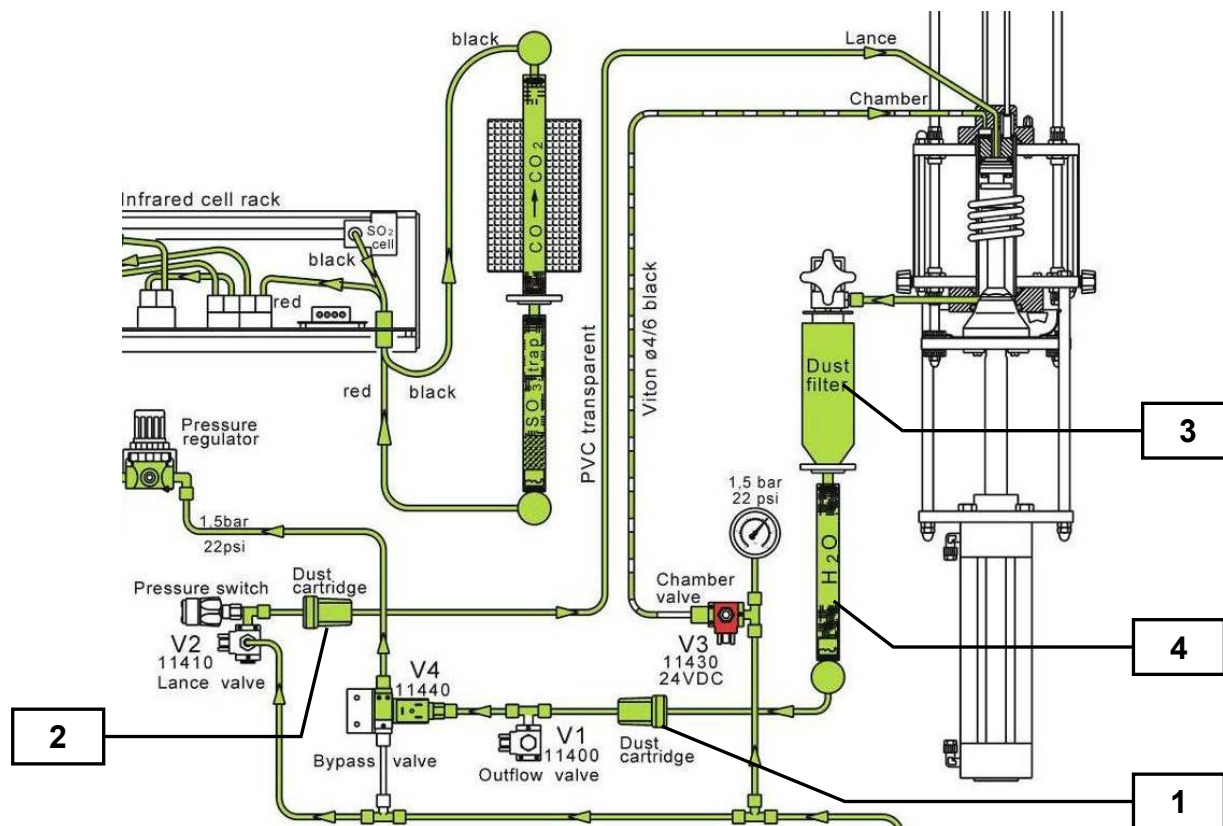 black
Lance
Chamber
CO → CO₂
Infrared cell rack
SO₂
cell
black
red
red
black
SO₃ trap
PVC transparent
Viton ø4/6 black
Dust
filter
3
Pressure
regulator
1,5bar
22psi
1,5 bar
22 psi
H₂O
Pressure switch
Dust
cartridge
Chamber
valve
V2
11410
Lance valve
V3
11430
24VDC
V4
11440
4
2
Bypass valve
V1
11400
Outflow valve
Dust
cartridge
1